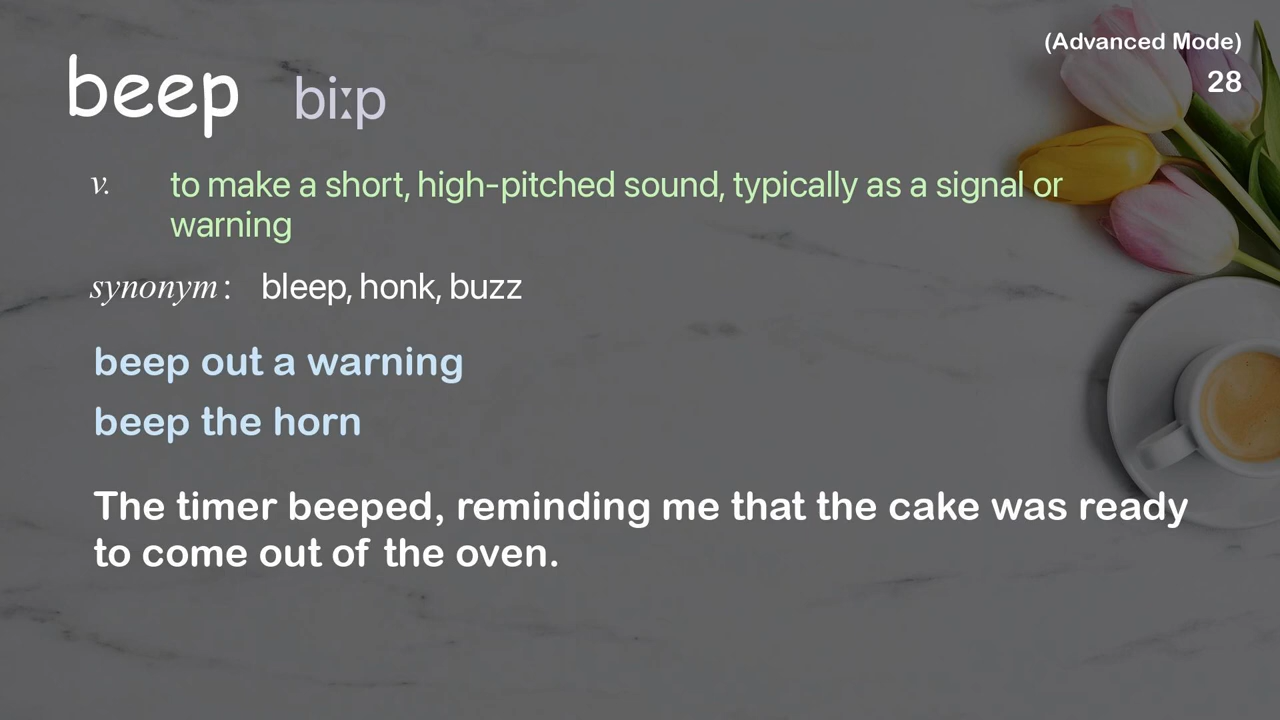 (Advanced Mode)
28
beep biːp
v. to make a short, high-pitched sound, typically as a signal or
warning
synonym: bleep, honk, buzz
beep out a warning
beep the horn
The timer beeped, reminding me that the cake was ready
to come out of the oven.